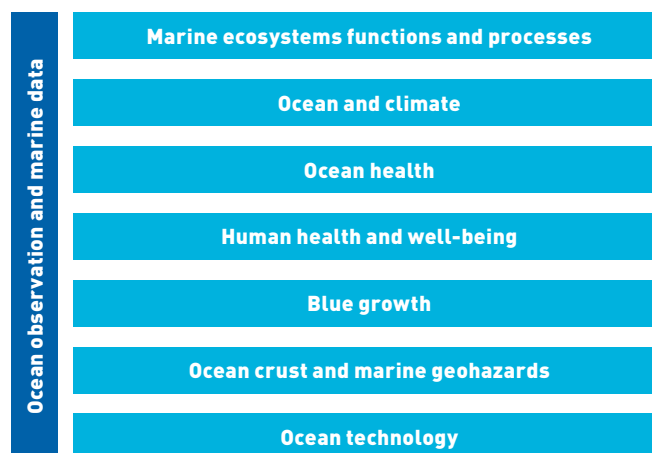 Ocean observation and marine data
Marine ecosystems functions and processes
Ocean and climate
Ocean health
Human health and well-being
Blue growth
Ocean crust and marine geohazards
Ocean technology